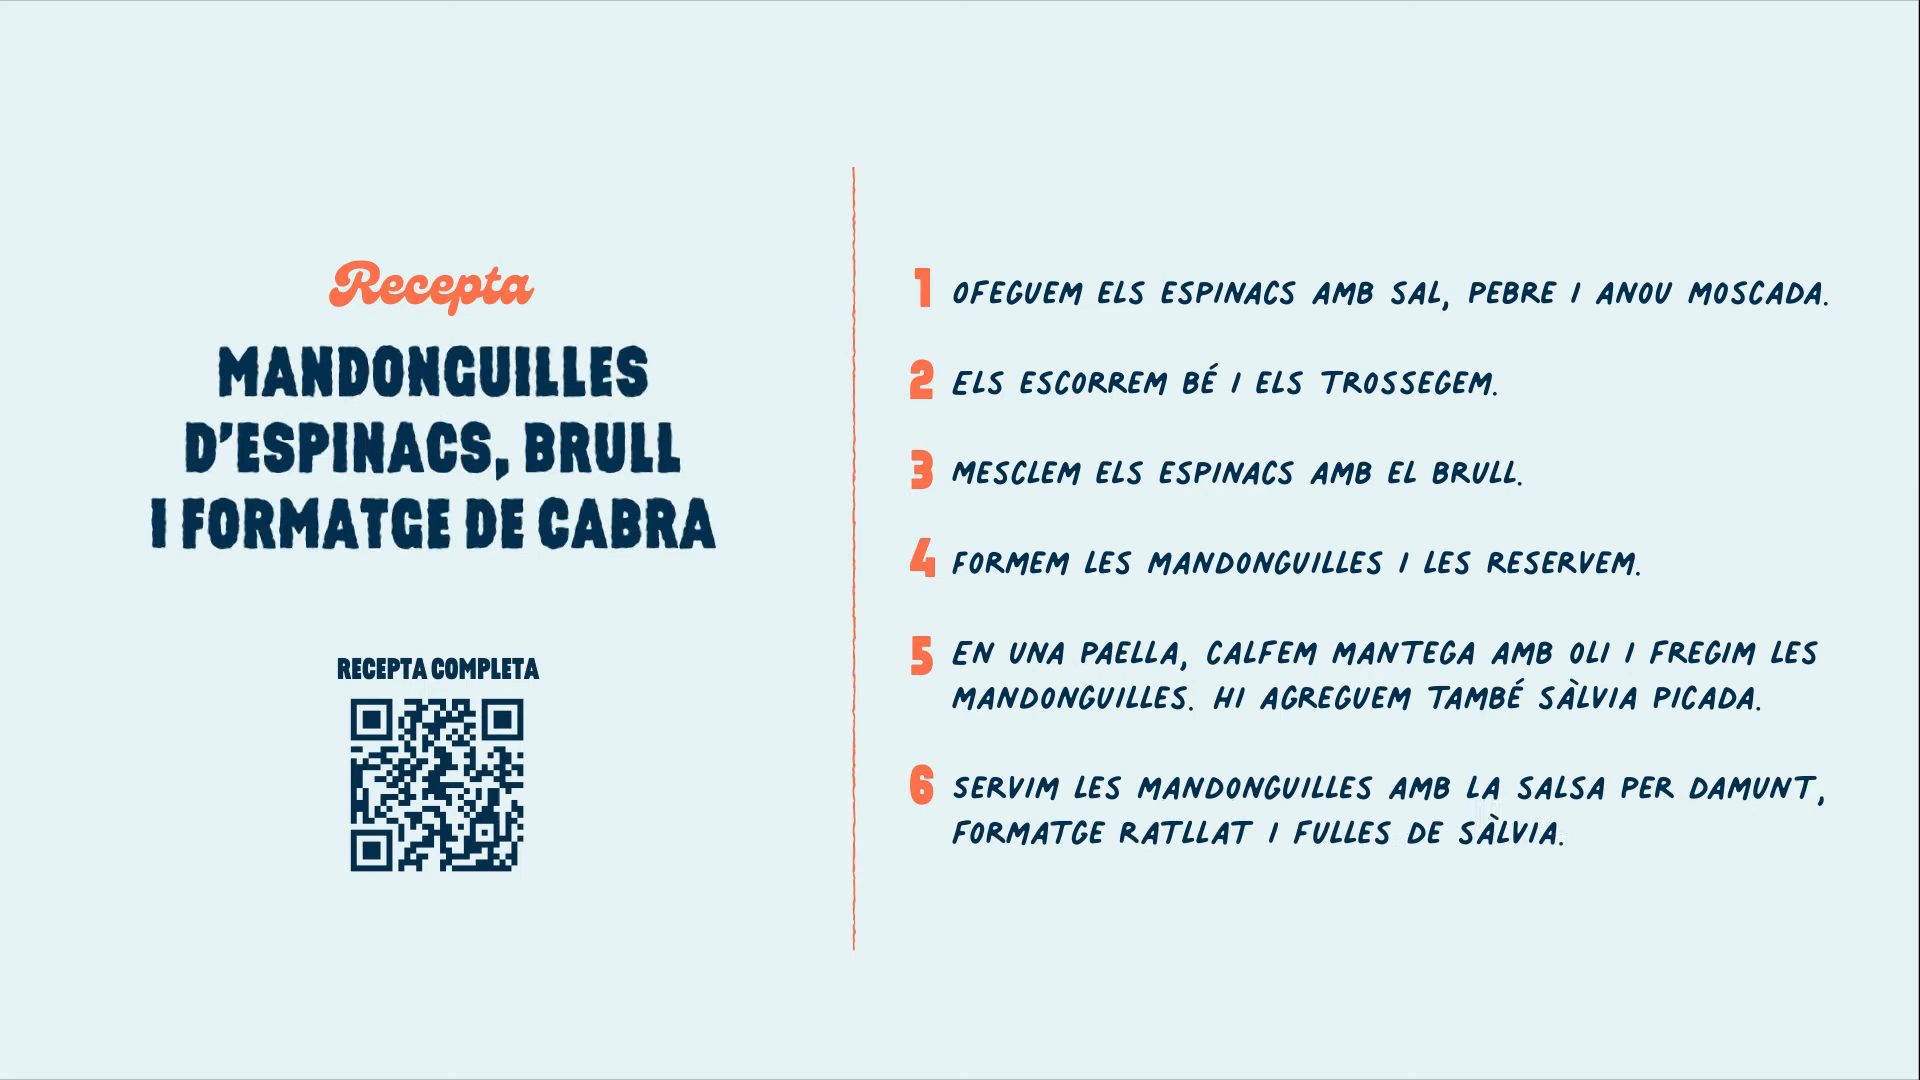 Recepta
MANDONGUILLES
D'ESPINACS, BRULL
I FORMATGE DE CABRA
RECEPTA COMPLETA
1 OFEGUEM ELS ESPINACS AMB SAL, PEBRE I ANOU MOSCADA.
2 ELS ESCORREM BÉ I ELS TROSSEGEM.
3 MESCLEM ELS ESPINACS AMB EL BRULL.
4 FORMEM LES MANDONGUILLES I LES RESERVEM.
5 EN UNA PAELLA, CALFEM MANTEGA AMB OLI I FREGIM LES
MANDONGUILLES. HI AGREGUEM TAMBÉ SÀLVIA PICADA.
6 SERVIM LES MANDONGUILLES AMB LA SALSA PER DAMUNT,
FORMATGE RATLLAT I FULLES DE SÀLVIA.